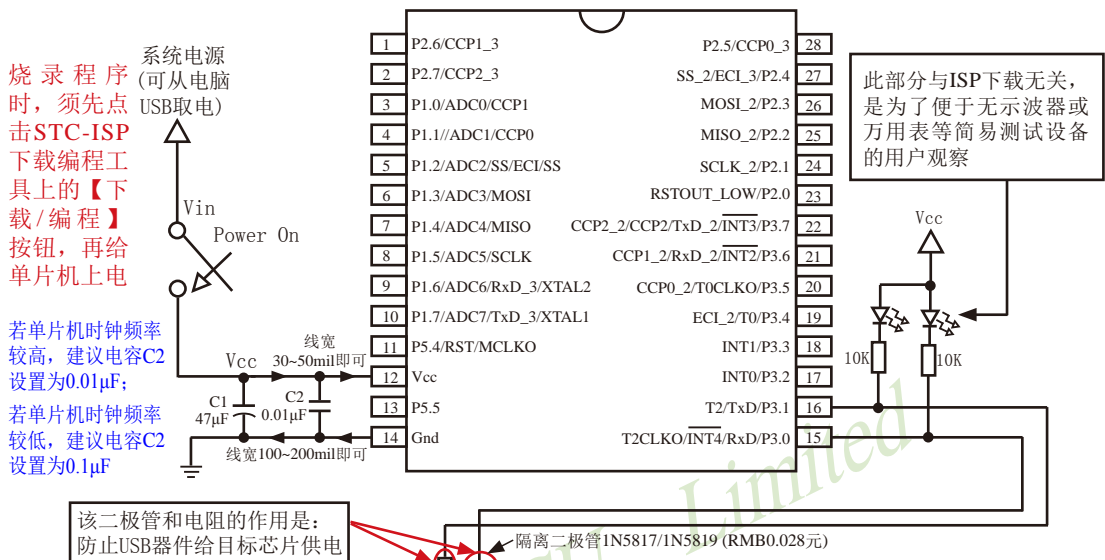 烧录程序
时，须先点
击STC-ISP
下载编程工
具上的【下
载/编程】
按钮，再给
单片机上电
系统电源
(可从电脑
USB取电)
Vin
Power On
若单片机时钟频率
较高，建议电容C2
设置为0.01μF；
若单片机时钟频率
较低，建议电容C2
设置为0.1μF
Vcc
线宽
30~50mil即可
C1
47μF
C2
0.01μF
线宽100~200mil即可
1 P2.6/CCP1_3
2 P2.7/CCP2_3
3 P1.0/ADC0/CCP1
4 P1.1//ADC1/CCP0
5 P1.2/ADC2/SS/ECI/SS
6 P1.3/ADC3/MOSI
7 P1.4/ADC4/MISO
8 P1.5/ADC5/SCLK
9 P1.6/ADC6/RxD_3/XTAL2
10 P1.7/ADC7/TxD_3/XTAL1
11 P5.4/RST/MCLKO
12 Vcc
13 P5.5
14 Gnd
P2.5/CCP0_3 28
SS_2/ECI_3/P2.4 27
MOSI_2/P2.3 26
MISO_2/P2.2 25
SCLK_2/P2.1 24
RSTOUT_LOW/P2.0 23
CCP2_2/CCP2/TxD_2/INT3/P3.7 22
CCP1_2/RxD_2/INT2/P3.6 21
CCP0_2/T0CLKO/P3.5 20
ECI_2/T0/P3.4 19
INT1/P3.3 18
INT0/P3.2 17
T2/TxD/P3.1 16
T2CLKO/INT4/RxD/P3.0 15
此部分与ISP下载无关，
是为了便于无示波器或
万用表等简易测试设备
的用户观察
Vcc
10K
10K
Limited
该二极管和电阻的作用是：
防止USB器件给目标芯片供电
隔离二极管1N5817/1N5819 (RMB0.028元)